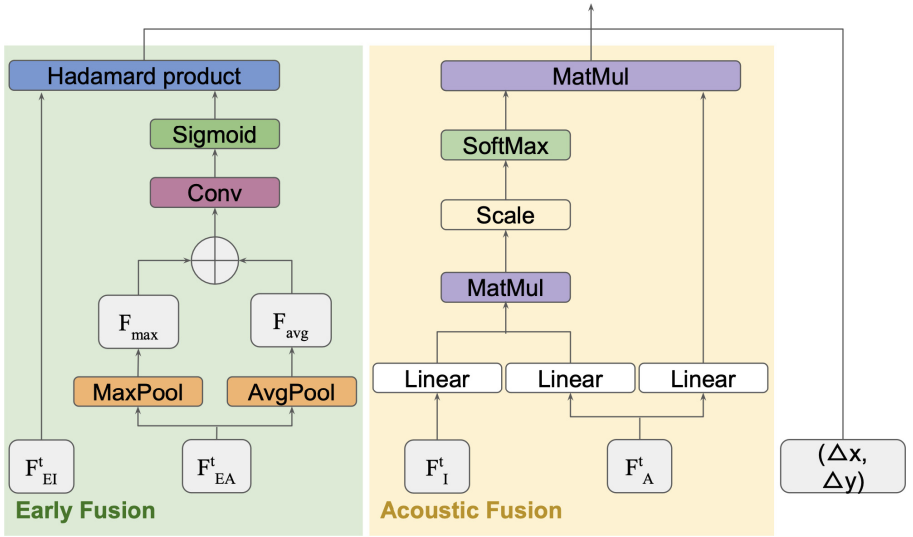 Hadamard product
MatMul
Sigmoid
SoftMax
Conv
Scale
MatMul
F_max
F_avg
MaxPool
AvgPool
Linear
Linear
Linear
F^t_EI
F^t_EA
F^t_I
F^t_A
(△x,
△y)
Early Fusion
Acoustic Fusion